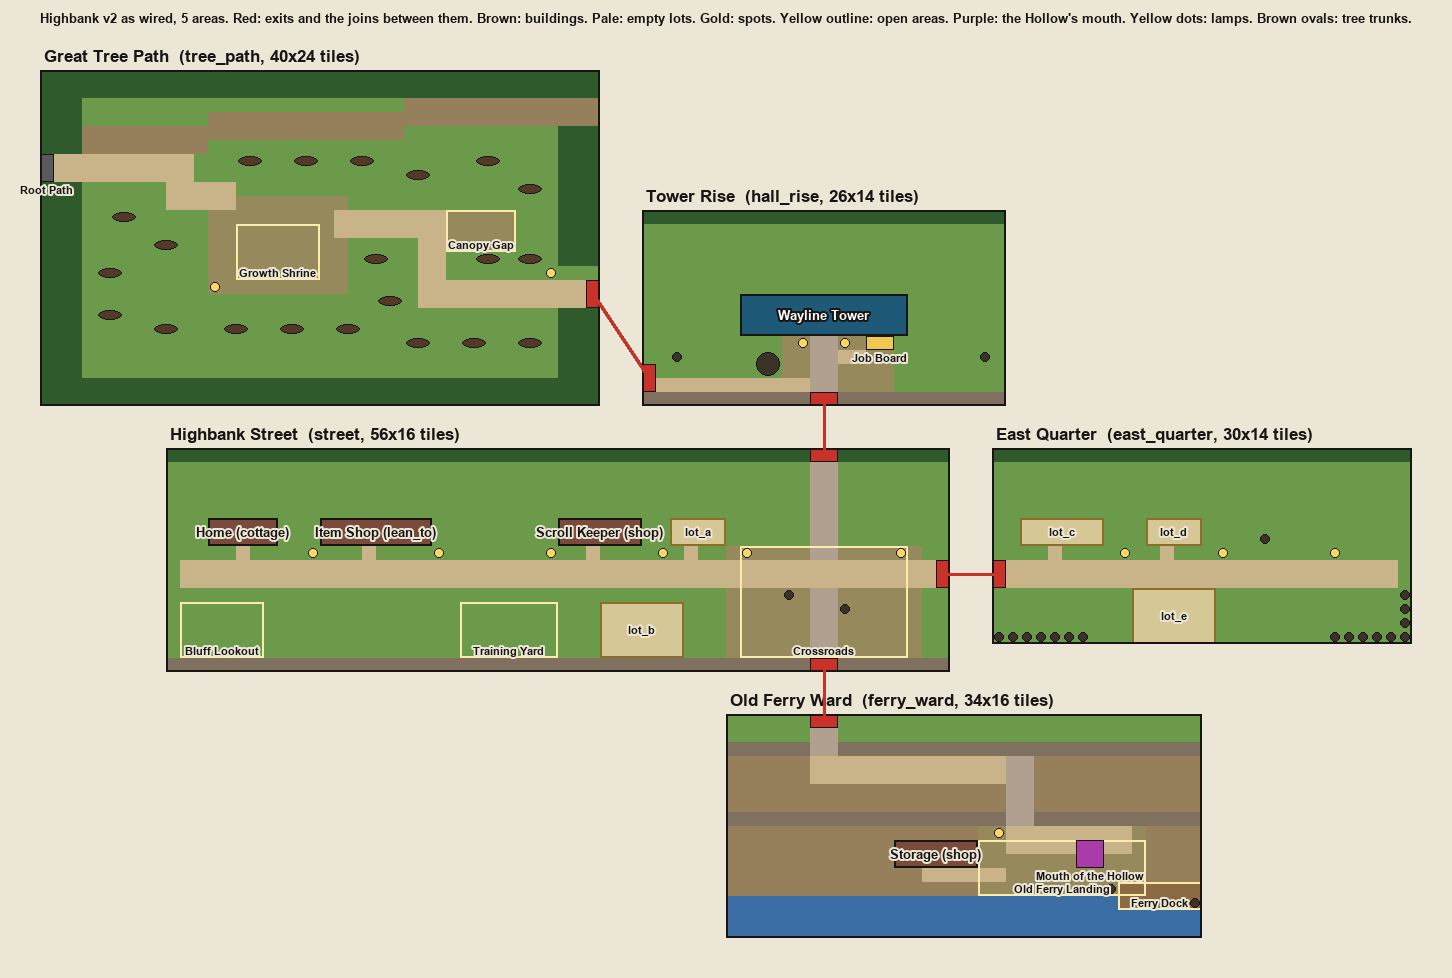 Highbank v2 as wired, 5 areas. Red: exits and the joins between them. Brown: buildings. Pale: empty lots. Gold: spots. Yellow outline: open areas. Purple: the Hollow's mouth. Yellow dots: lamps. Brown ovals: tree trunks.
Great Tree Path (tree_path, 40x24 tiles)
Root Path
Growth Shrine
Canopy Gap
Tower Rise (hall_rise, 26x14 tiles)
Wayline Tower
Job Board
Highbank Street (street, 56x16 tiles)
Home (cottage)
Item Shop (lean_to)
Scroll Keeper (shop)
lot_a
Bluff Lookout
Training Yard
lot_b
Crossroads
East Quarter (east_quarter, 30x14 tiles)
lot_c
lot_d
lot_e
Old Ferry Ward (ferry_ward, 34x16 tiles)
Storage (shop)
Mouth of the Hollow
Old Ferry Landing
Ferry Dock